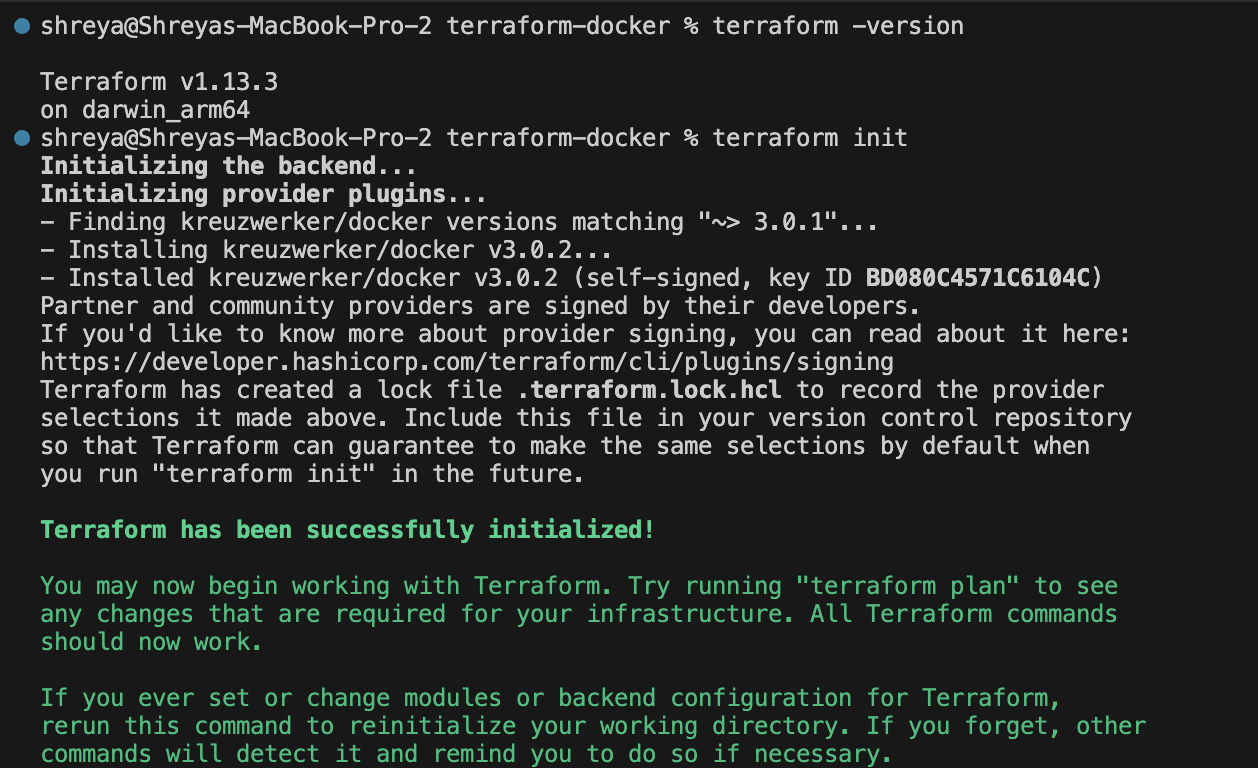 shreya@Shreyas-MacBook-Pro-2 terraform-docker % terraform -version
Terraform v1.13.3
on darwin_arm64
shreya@Shreyas-MacBook-Pro-2 terraform-docker % terraform init
Initializing the backend...
Initializing provider plugins...
- Finding kreuzwerker/docker versions matching "~> 3.0.1"...
- Installing kreuzwerker/docker v3.0.2...
- Installed kreuzwerker/docker v3.0.2 (self-signed, key ID BD080C4571C6104C)
Partner and community providers are signed by their developers.
If you'd like to know more about provider signing, you can read about it here:
https://developer.hashicorp.com/terraform/cli/plugins/signing
Terraform has created a lock file .terraform.lock.hcl to record the provider
selections it made above. Include this file in your version control repository
so that Terraform can guarantee to make the same selections by default when
you run "terraform init" in the future.
Terraform has been successfully initialized!
You may now begin working with Terraform. Try running "terraform plan" to see
any changes that are required for your infrastructure. All Terraform commands
should now work.
If you ever set or change modules or backend configuration for Terraform,
rerun this command to reinitialize your working directory. If you forget, other
commands will detect it and remind you to do so if necessary.